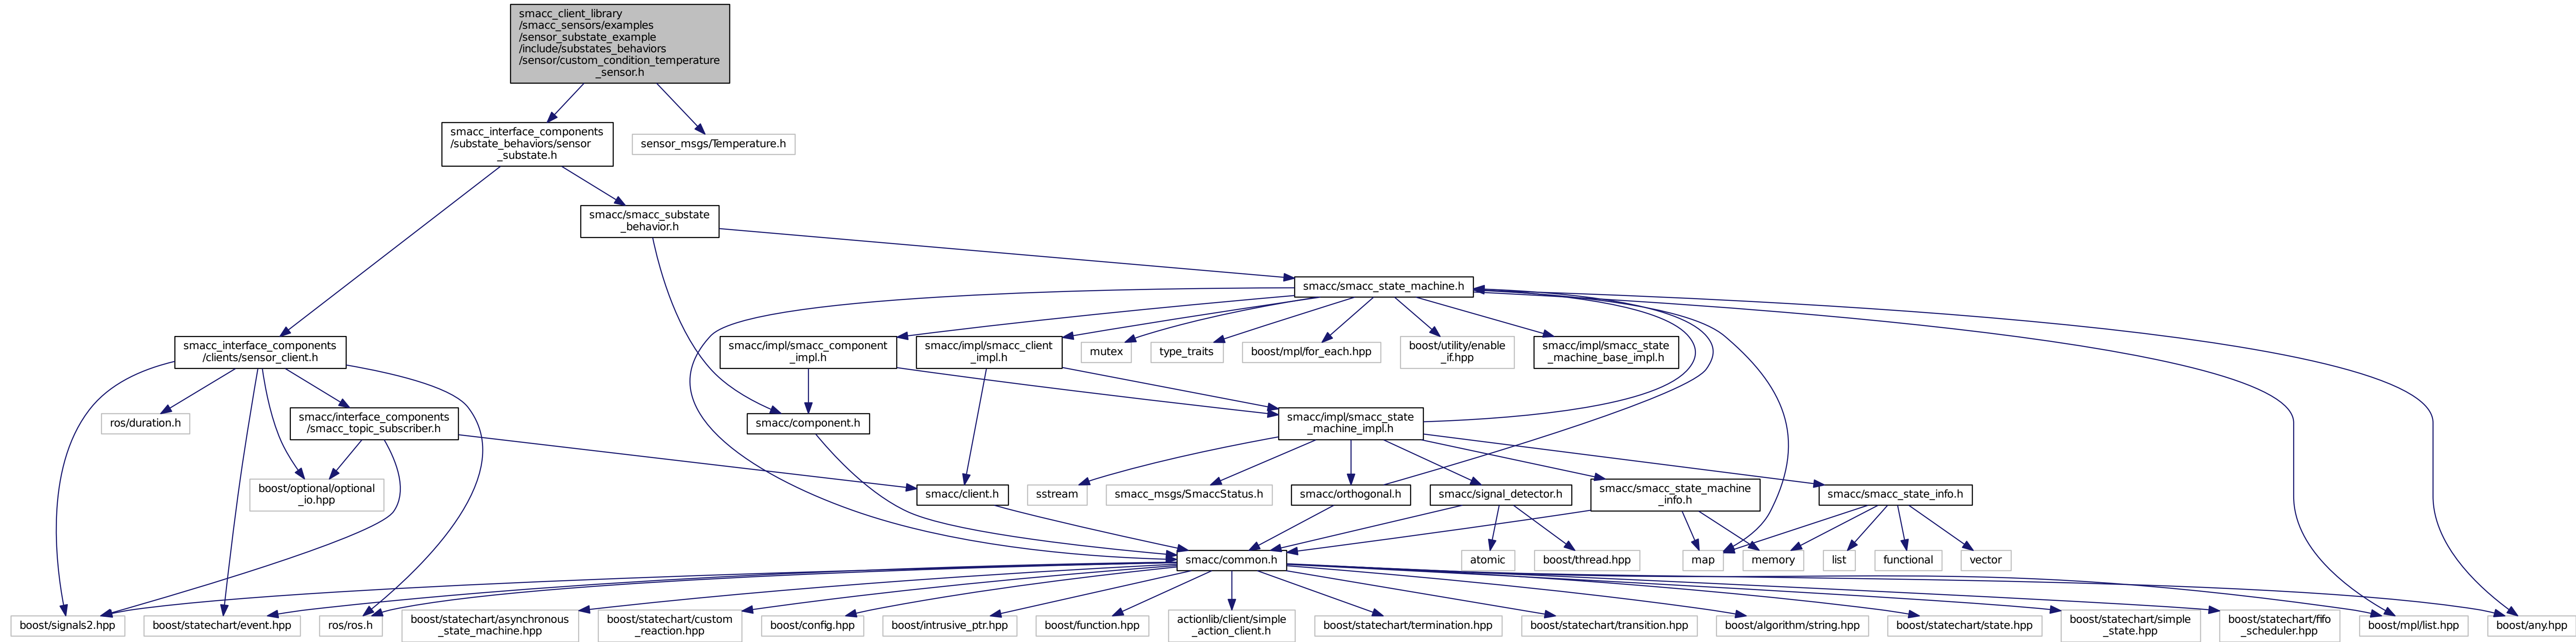 smacc_client_library
/smacc_sensors/examples
/sensor_substate_example
/include/substates_behaviors
/sensor/custom_condition_temperature
_sensor.h
smacc_interface_components
/substate_behaviors/sensor
_substate.h
sensor_msgs/Temperature.h
smacc/smacc_substate
_behavior.h
smacc/smacc_state_machine.h
smacc_interface_components
/clients/sensor_client.h
smacc/impl/smacc_component
_impl.h
smacc/impl/smacc_client
_impl.h
mutex
type_traits
boost/mpl/for_each.hpp
boost/utility/enable
_if.hpp
smacc/impl/smacc_state
_machine_base_impl.h
ros/duration.h
smacc/interface_components
/smacc_topic_subscriber.h
smacc/component.h
smacc/impl/smacc_state
_machine_impl.h
boost/optional/optional
_io.hpp
smacc/client.h
sstream
smacc_msgs/SmaccStatus.h
smacc/orthogonal.h
smacc/signal_detector.h
smacc/smacc_state_machine
_info.h
smacc/smacc_state_info.h
smacc/common.h
atomic
boost/thread.hpp
map
memory
list
functional
vector
boost/signals2.hpp
boost/statechart/event.hpp
ros/ros.h
boost/statechart/asynchronous
_state_machine.hpp
boost/statechart/custom
_reaction.hpp
boost/config.hpp
boost/intrusive_ptr.hpp
boost/function.hpp
actionlib/client/simple
_action_client.h
boost/statechart/termination.hpp
boost/statechart/transition.hpp
boost/algorithm/string.hpp
boost/statechart/state.hpp
boost/statechart/simple
_state.hpp
boost/statechart/fifo
_scheduler.hpp
boost/mpl/list.hpp
boost/any.hpp